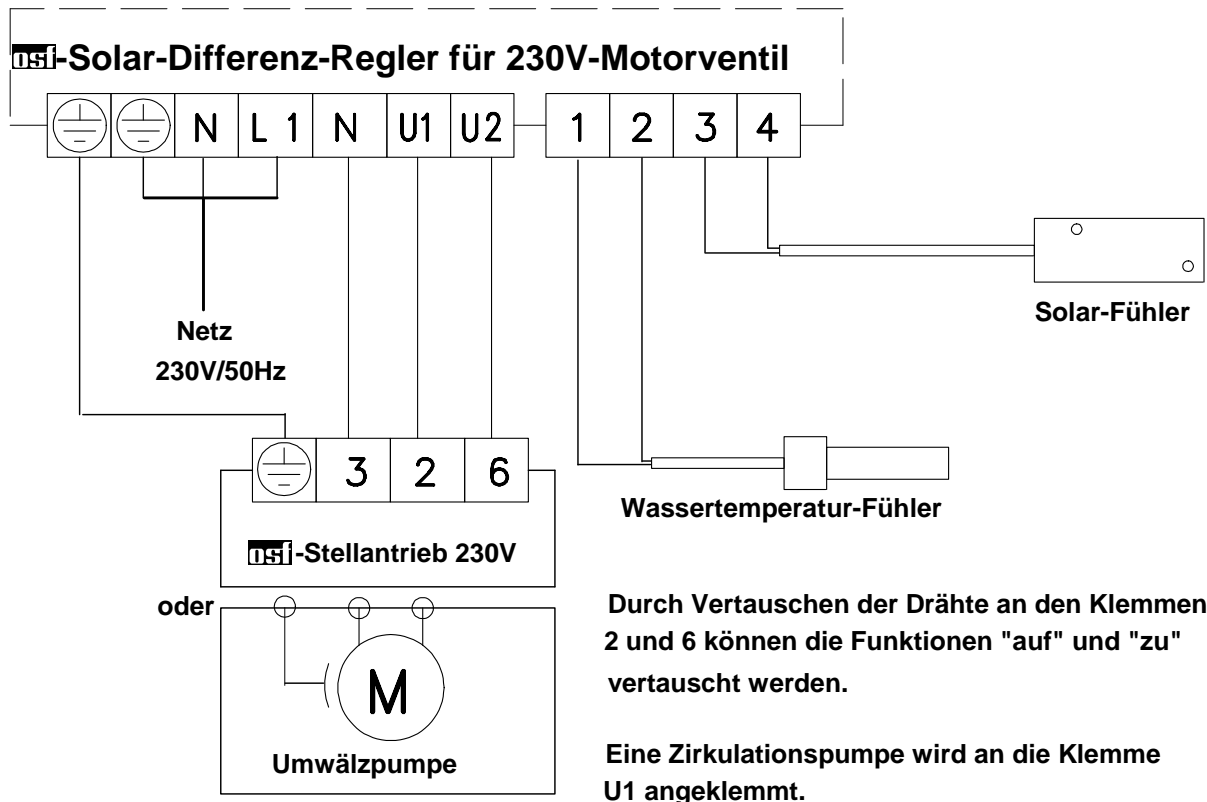 osf-Solar-Differenz-Regler für 230V-Motorventil
N L1 N U1 U2 1 2 3 4
Solar-Fühler
Netz
230V/50Hz
3 2 6
Wassertemperatur-Fühler
osf-Stellantrieb 230V
oder
M
Umwälzpumpe
Durch Vertauschen der Drähte an den Klemmen
2 und 6 können die Funktionen "auf" und "zu"
vertauscht werden.
Eine Zirkulationspumpe wird an die Klemme
U1 angeklemmt.